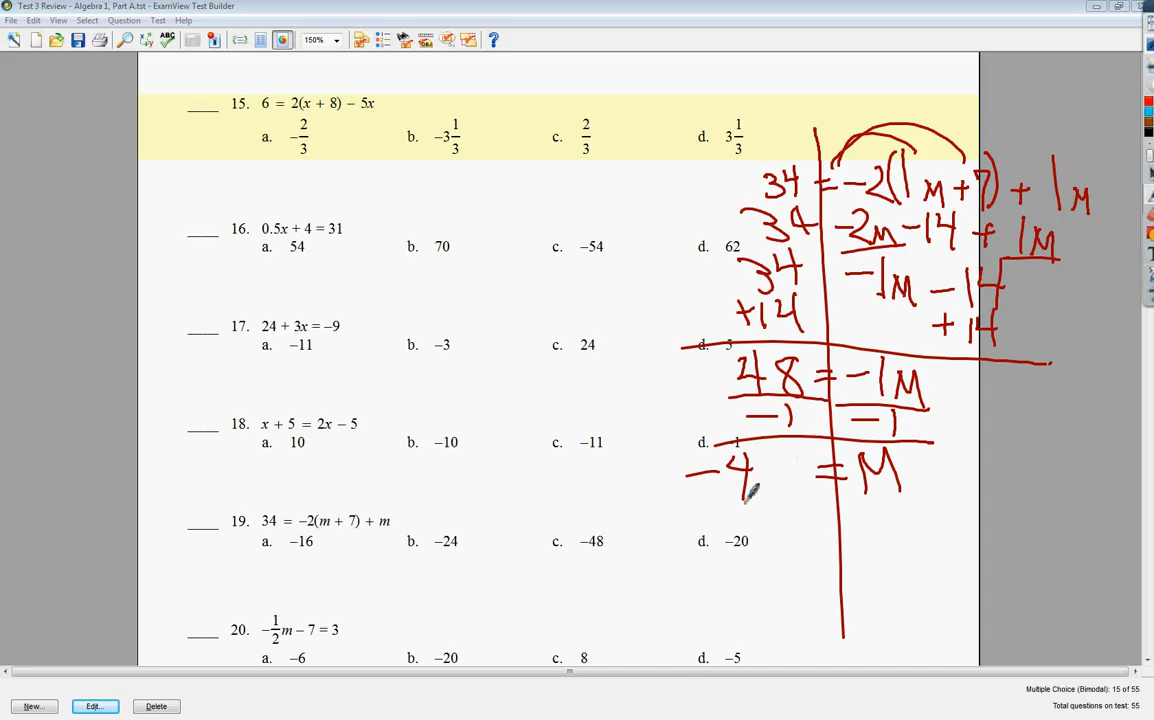 Test 3 Review - Algebra 1, Part A.tst - ExamView Test Builder
File Edit View Select Question Test Help
ABC 150% ?
____ 15. 6 = 2(x + 8) − 5x
a. −2/3 b. −3 1/3 c. 2/3 d. 3 1/3
34 = −2(1m + 7) + 1m
34 −2m −14 + 1m
____ 16. 0.5x + 4 = 31
a. 54 b. 70 c. −54 d. 62
34 −1m −14
+14 +14
____ 17. 24 + 3x = −9
a. −11 b. −3 c. 24 d. 5
48 = −1m
−1 −1
____ 18. x + 5 = 2x − 5
a. 10 b. −10 c. −11 d. −1
−4 = M
____ 19. 34 = −2(m + 7) + m
a. −16 b. −24 c. −48 d. −20
____ 20. −1/2m − 7 = 3
a. −6 b. −20 c. 8 d. −5
Multiple Choice (Bimodal): 15 of 55
New... Edit... Delete
Total questions on test: 55